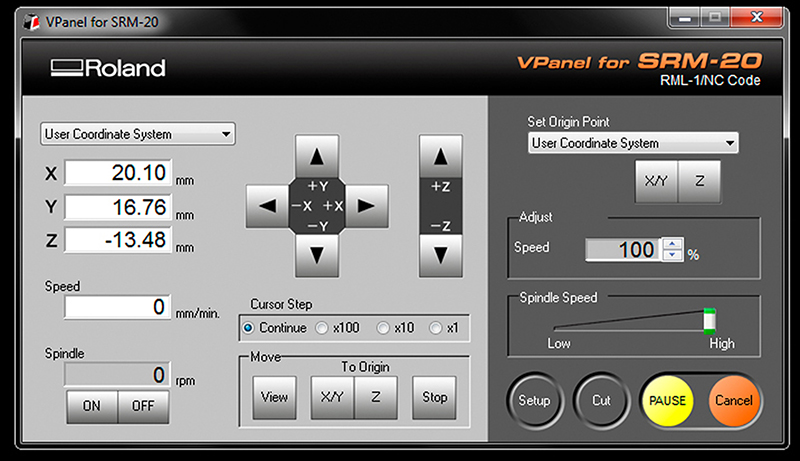 VPanel for SRM-20
Roland
VPanel for SRM-20
RML-1/NC Code
User Coordinate System
X 20.10 mm
Y 16.76 mm
Z -13.48 mm
Speed
0 mm/min.
Spindle
0 rpm
ON OFF
+Y
-X +X
-Y
+Z
-Z
Cursor Step
Continue x100 x10 x1
Move
To Origin
View X/Y Z Stop
Set Origin Point
User Coordinate System
X/Y Z
Adjust
Speed 100 %
Spindle Speed
Low High
Setup Cut PAUSE Cancel